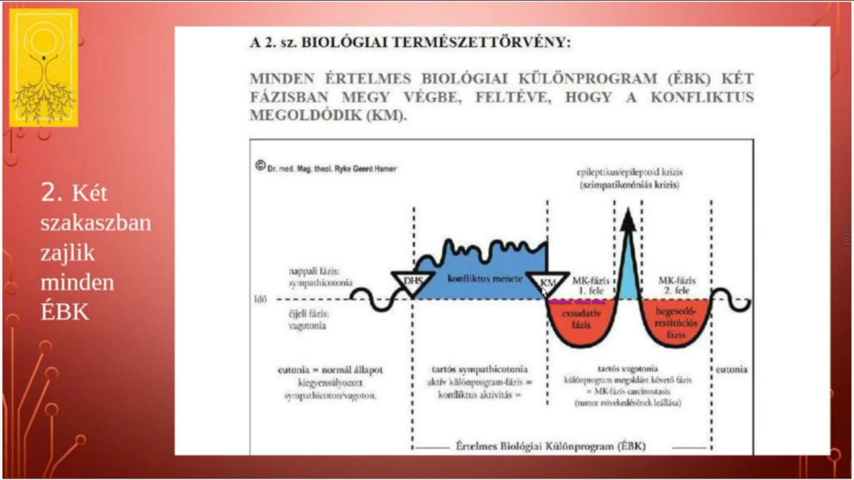 A 2. sz. BIOLÓGIAI TERMÉSZETTÖRVÉNY:
MINDEN ÉRTELMES BIOLÓGIAI KÜLÖNPROGRAM (ÉBK) KÉT
FÁZISBAN MEGY VÉGBE, FELTÉVE, HOGY A KONFLIKTUS
MEGOLDÓDIK (KM).
2. Két
szakaszban
zajlik
minden
ÉBK
© Dr. med. Mag. theol. Ryke Geerd Hamer
epileptikus/epileptoid krízis
(szimpatikotóniás krízis)
nappali fázis:
sympathicotonia
DHS
konfliktus menete
KM
MK-fázis
1. fele
MK-fázis
2. fele
Idő
éjjeli fázis:
vagotonia
exsudatív
fázis
hegesedő-
restitúciós
fázis
eutonia = normál állapot
kiegyensúlyozott
sympathicoton/vagoton,
tartós sympathicotonia
aktív különprogram-fázis =
konfliktus aktivitás =
tartós vagotonia
különprogram megoldást követő fázis
= MK-fázis carcinostasis
(tumor növekedésének leállása)
eutonia
Értelmes Biológiai Különprogram (ÉBK)